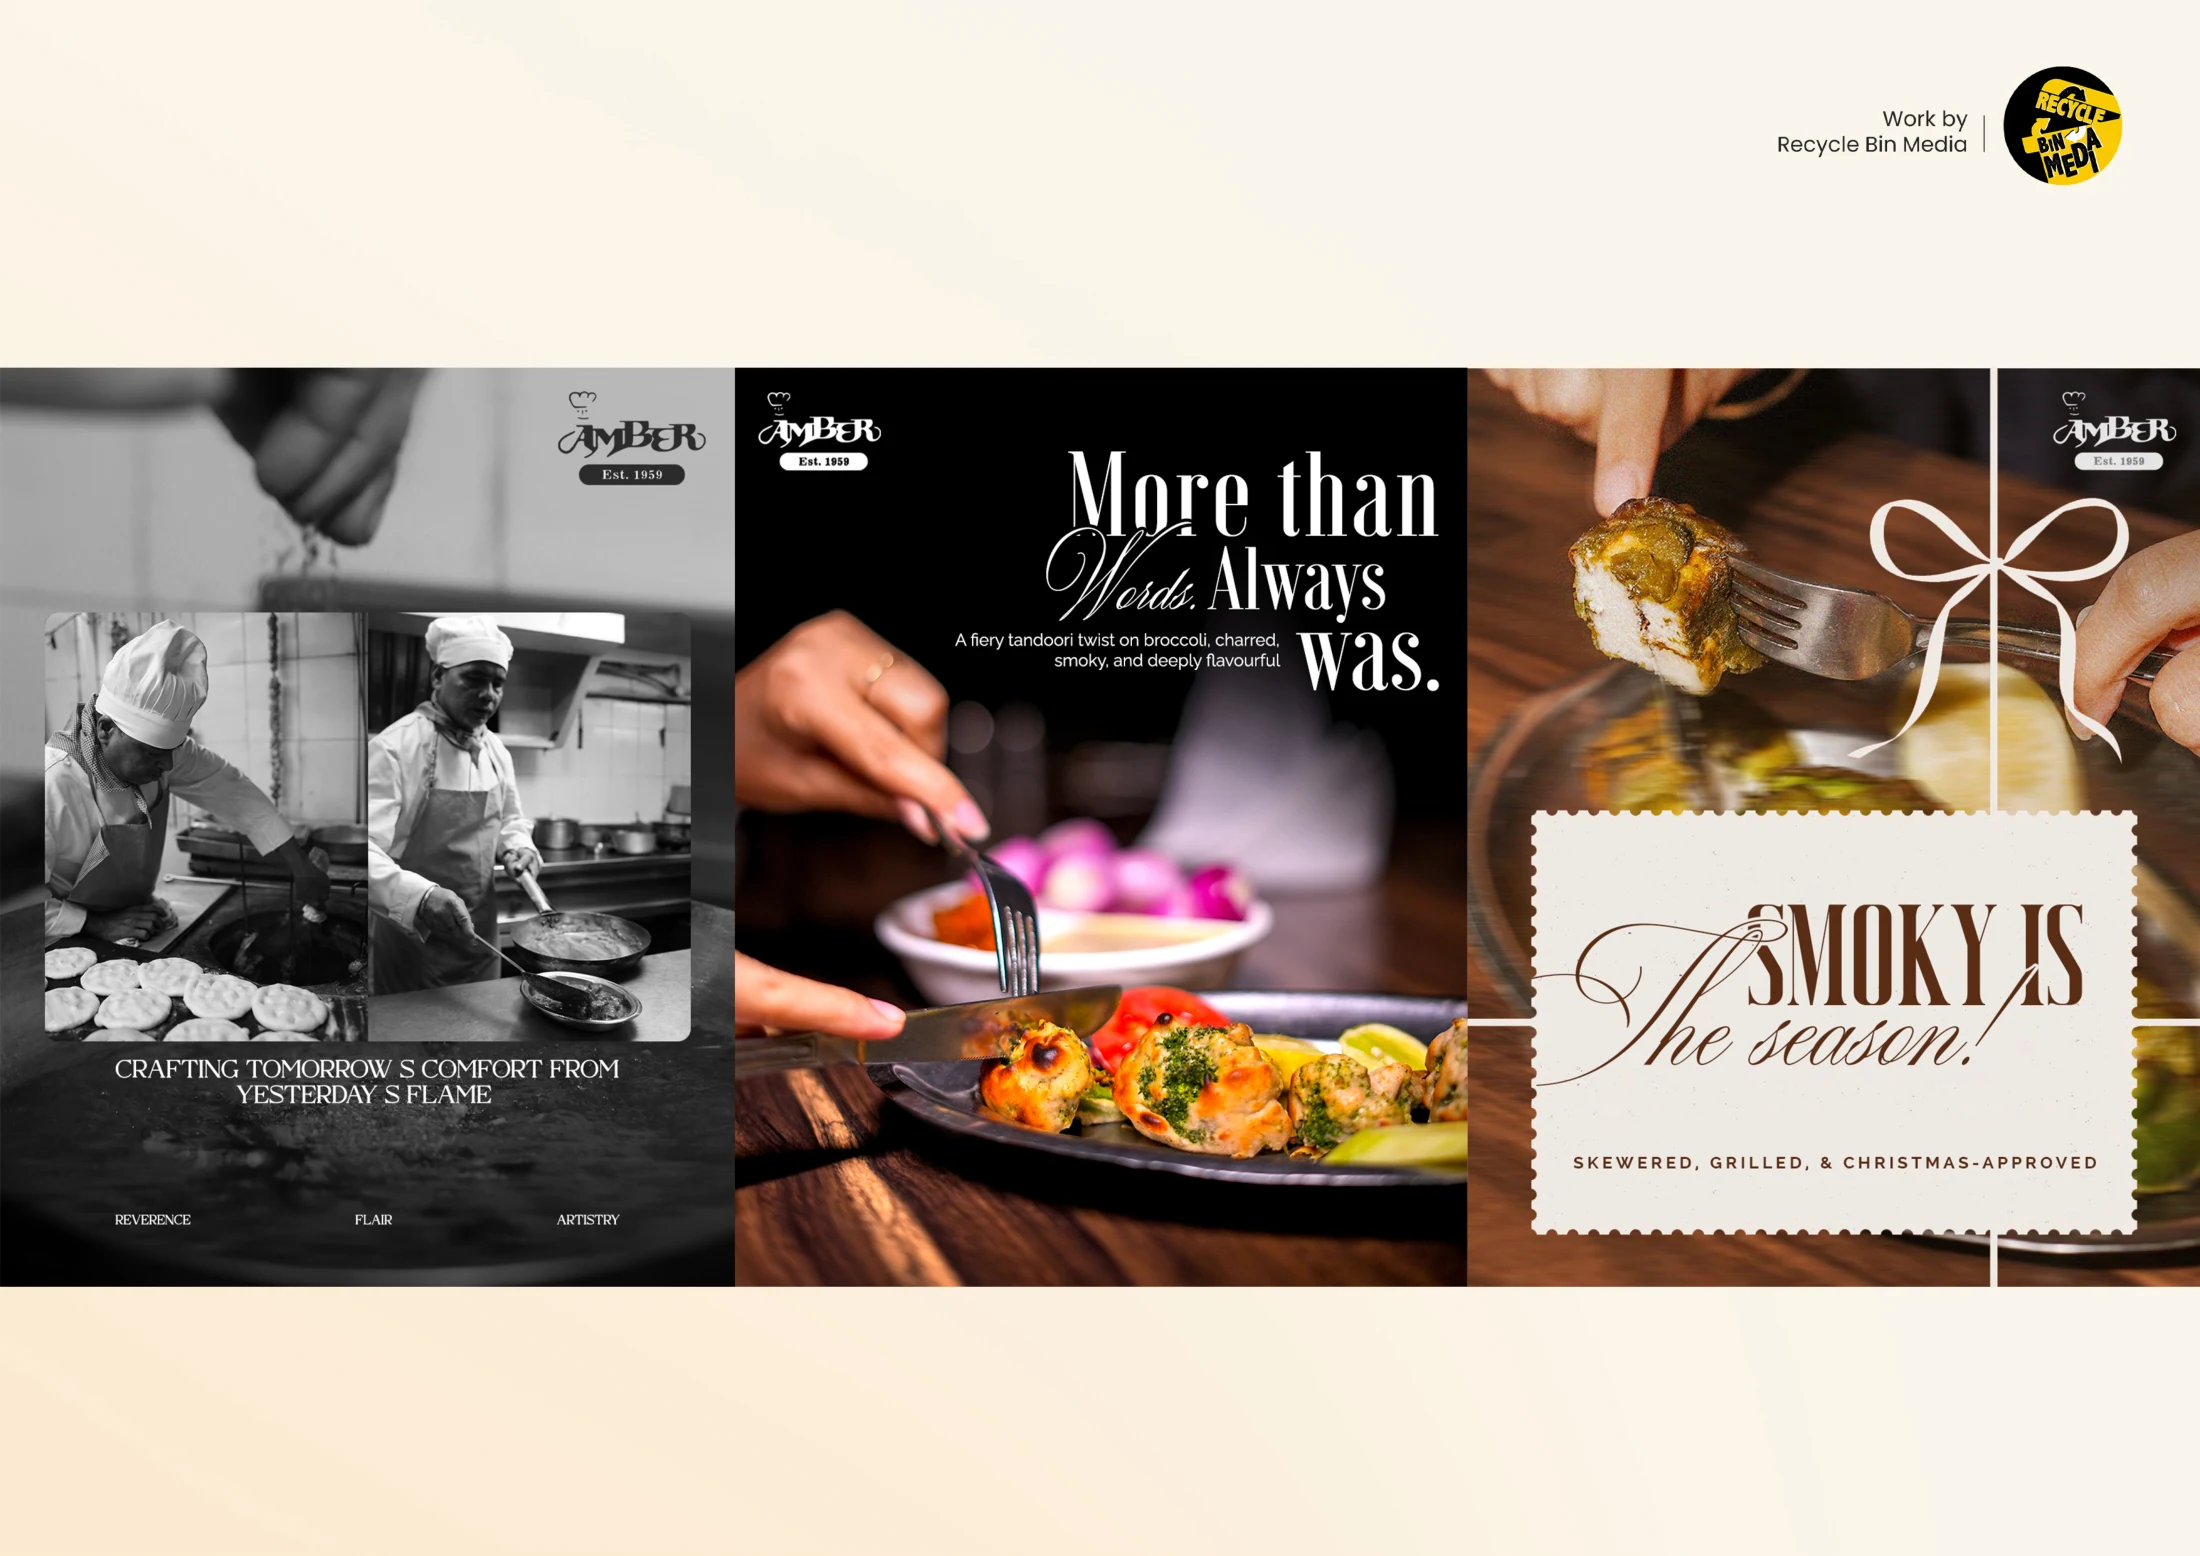 Work by
Recycle Bin Media
RECYCLE
BIN
MEDIA
AMBER
Est. 1959
CRAFTING TOMORROW S COMFORT FROM
YESTERDAY S FLAME
REVERENCE FLAIR ARTISTRY
AMBER
Est. 1959
More than
Words. Always
was.
A fiery tandoori twist on broccoli, charred,
smoky, and deeply flavourful
AMBER
Est. 1959
SMOKY IS
The season!
SKEWERED, GRILLED, & CHRISTMAS-APPROVED